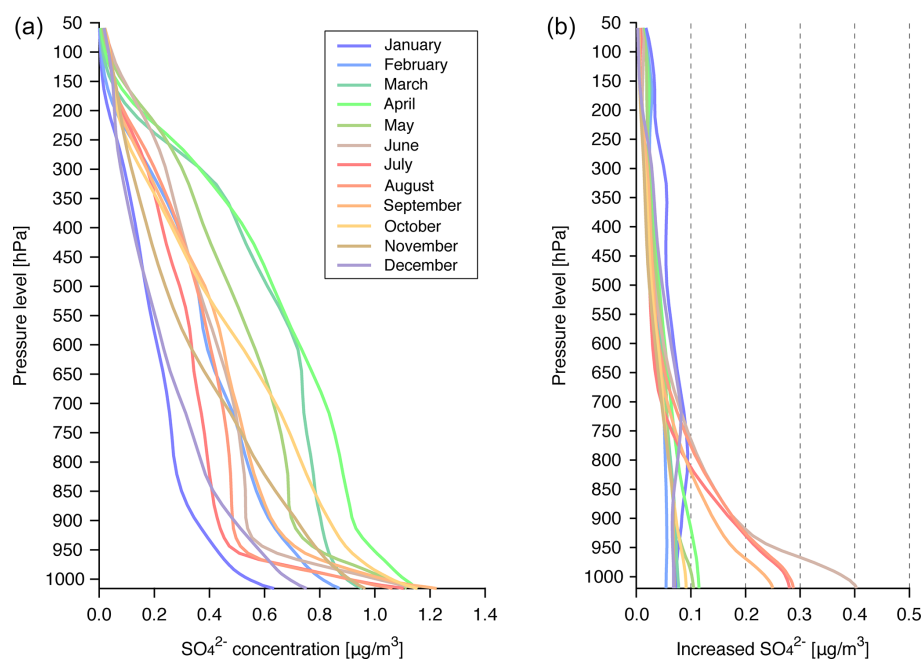 (a)
50
100
150
200
250
300
350
400
450
500
550
600
650
700
750
800
850
900
950
1000
Pressure level [hPa]
January
February
March
April
May
June
July
August
September
October
November
December
0.0 0.2 0.4 0.6 0.8 1.0 1.2 1.4
SO₄²⁻ concentration [µg/m³]
(b)
50
100
150
200
250
300
350
400
450
500
550
600
650
700
750
800
850
900
950
1000
Pressure level [hPa]
0.0 0.1 0.2 0.3 0.4 0.5
Increased SO₄²⁻ [µg/m³]